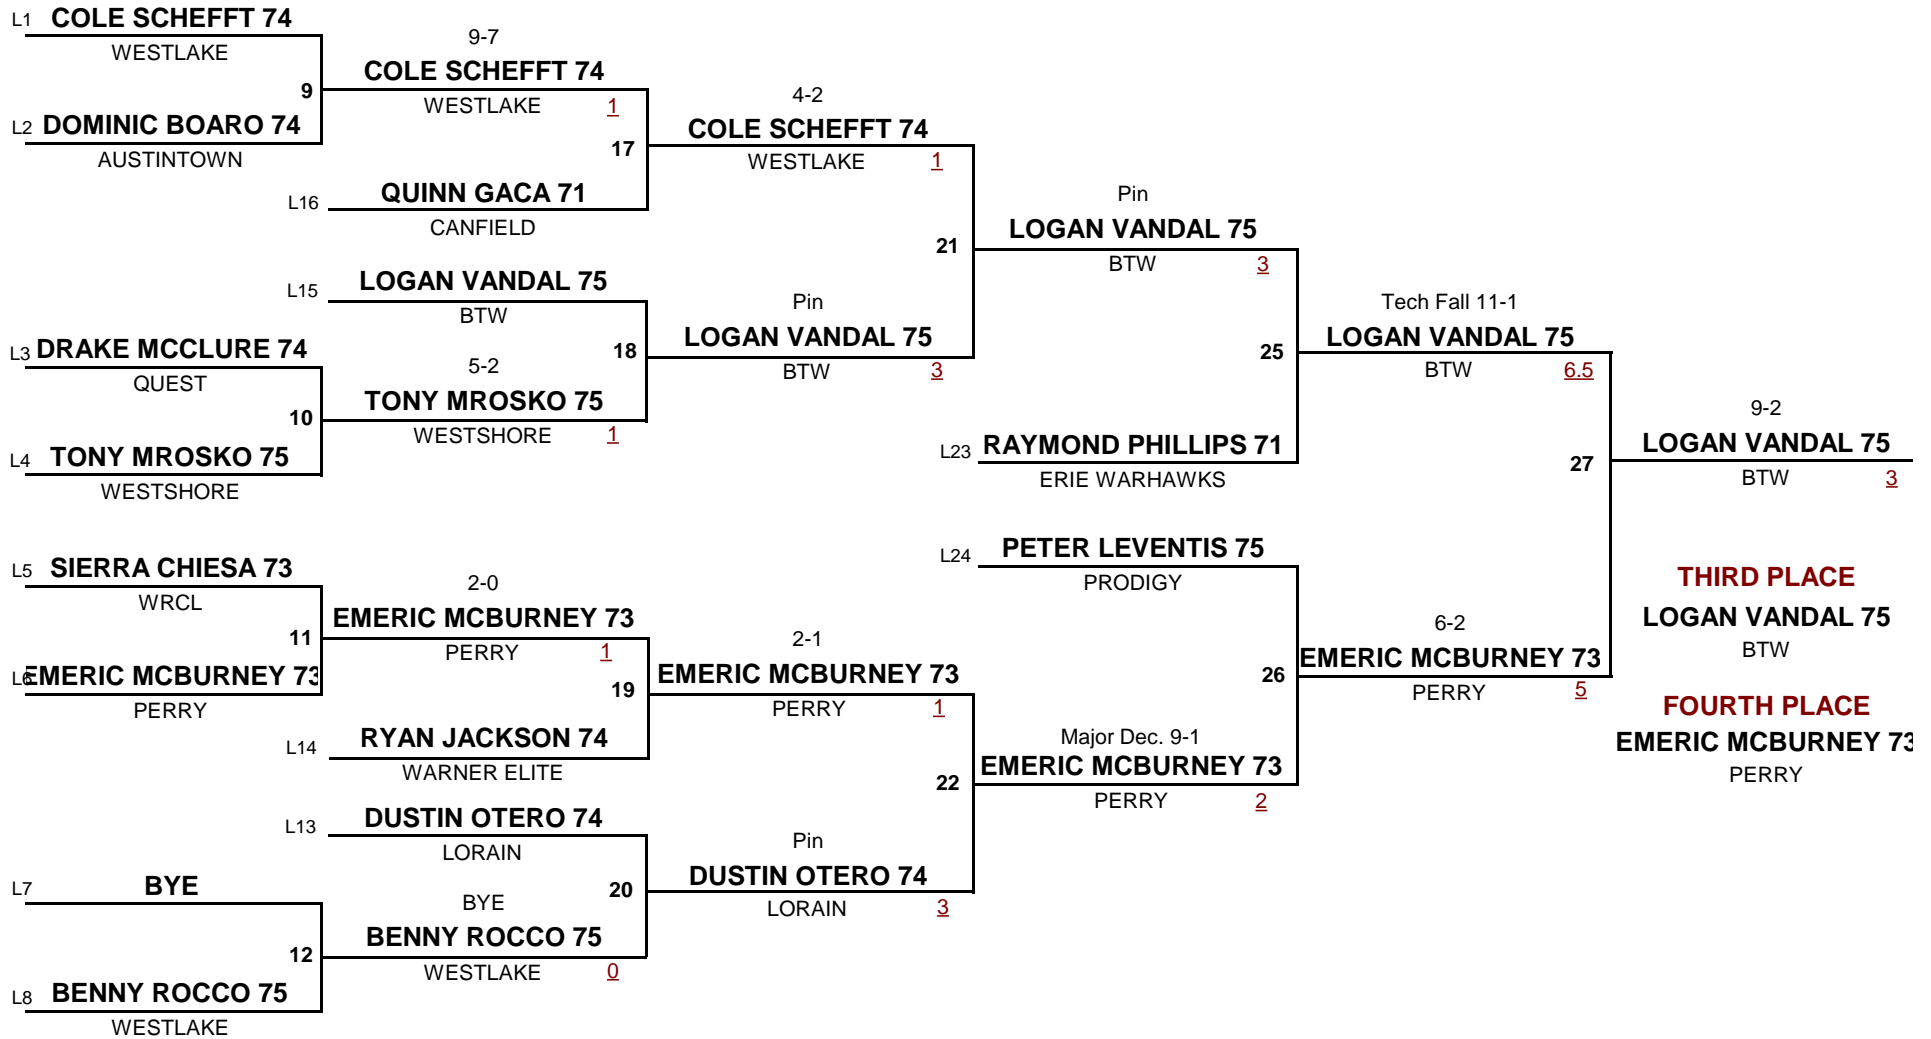 L1 COLE SCHEFFT 74
WESTLAKE
9
L2 DOMINIC BOARO 74
AUSTINTOWN
9-7
COLE SCHEFFT 74
WESTLAKE 1
17
L16 QUINN GACA 71
CANFIELD
4-2
COLE SCHEFFT 74
WESTLAKE 1
21
L15 LOGAN VANDAL 75
BTW
18
L3 DRAKE MCCLURE 74
QUEST
10
L4 TONY MROSKO 75
WESTSHORE
5-2
TONY MROSKO 75
WESTSHORE 1
Pin
LOGAN VANDAL 75
BTW 3
Pin
LOGAN VANDAL 75
BTW 3
25
L23 RAYMOND PHILLIPS 71
ERIE WARHAWKS
Tech Fall 11-1
LOGAN VANDAL 75
BTW 6.5
27
9-2
LOGAN VANDAL 75
BTW 3
L5 SIERRA CHIESA 73
WRCL
11
L6 EMERIC MCBURNEY 73
PERRY
2-0
EMERIC MCBURNEY 73
PERRY 1
19
L14 RYAN JACKSON 74
WARNER ELITE
2-1
EMERIC MCBURNEY 73
PERRY 1
22
L13 DUSTIN OTERO 74
LORAIN
20
L7 BYE
12
L8 BENNY ROCCO 75
WESTLAKE
BYE
BENNY ROCCO 75
WESTLAKE 0
Pin
DUSTIN OTERO 74
LORAIN 3
L24 PETER LEVENTIS 75
PRODIGY
26
Major Dec. 9-1
EMERIC MCBURNEY 73
PERRY 2
6-2
EMERIC MCBURNEY 73
PERRY 5
THIRD PLACE
LOGAN VANDAL 75
BTW
FOURTH PLACE
EMERIC MCBURNEY 73
PERRY